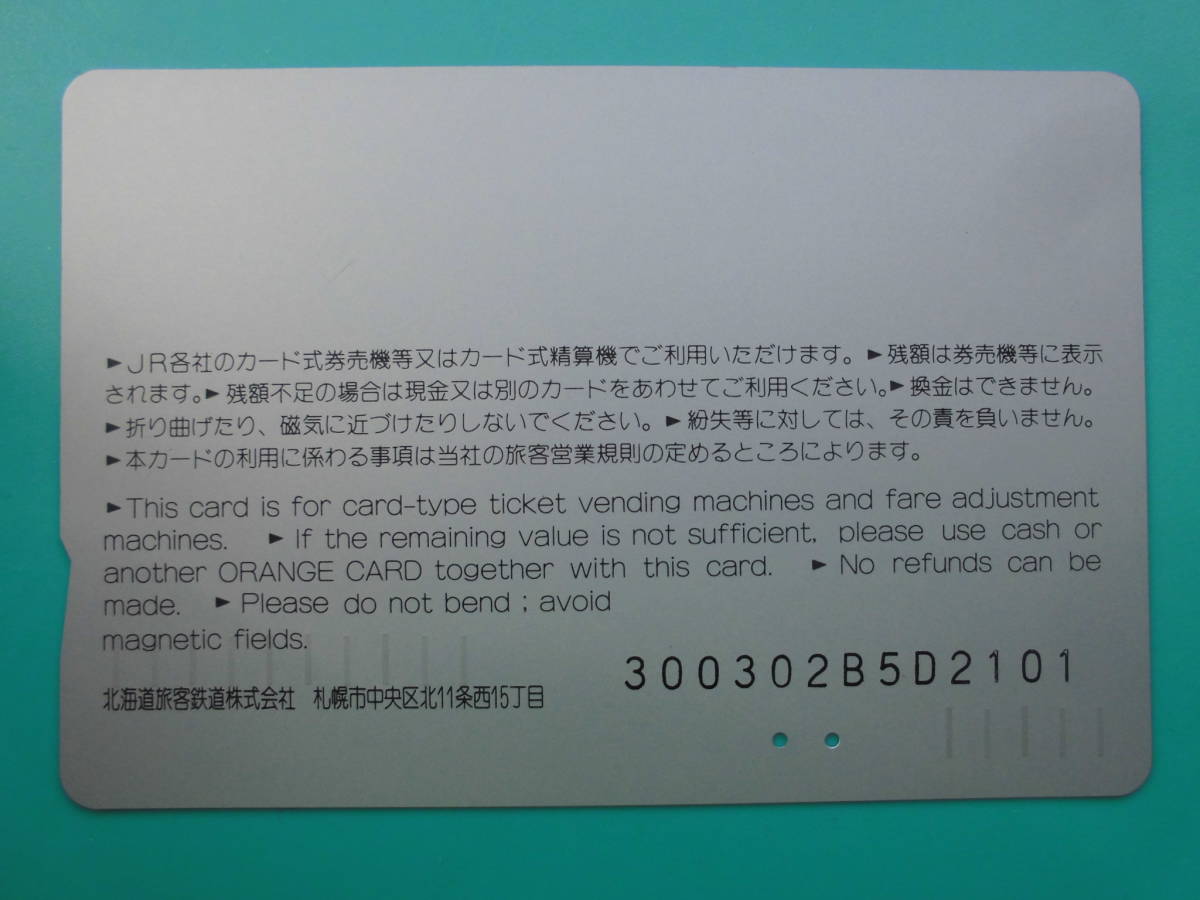 ►JR各社のカード式券売機等又はカード式精算機でご利用いただけます。►残額は券売機等に表示
されます。►残額不足の場合は現金又は別のカードをあわせてご利用ください。►換金はできません。
►折り曲げたり、磁気に近づけたりしないでください。►紛失等に対しては、その責を負いません。
►本カードの利用に係わる事項は当社の旅客営業規則の定めるところによります。
►This card is for card-type ticket vending machines and fare adjustment
machines. ►If the remaining value is not sufficient, please use cash or
another ORANGE CARD together with this card. ►No refunds can be
made. ►Please do not bend ; avoid
magnetic fields.
300302B5D2101
北海道旅客鉄道株式会社 札幌市中央区北11条西15丁目